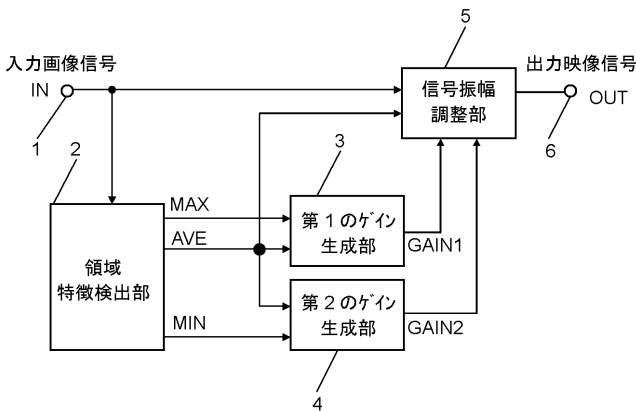 入力画像信号
IN
1
2
3
5
信号振幅
調整部
出力映像信号
OUT
6
領域
特徴検出部
MAX
AVE
MIN
第1のゲイン
生成部
GAIN1
第2のゲイン
生成部
GAIN2
4